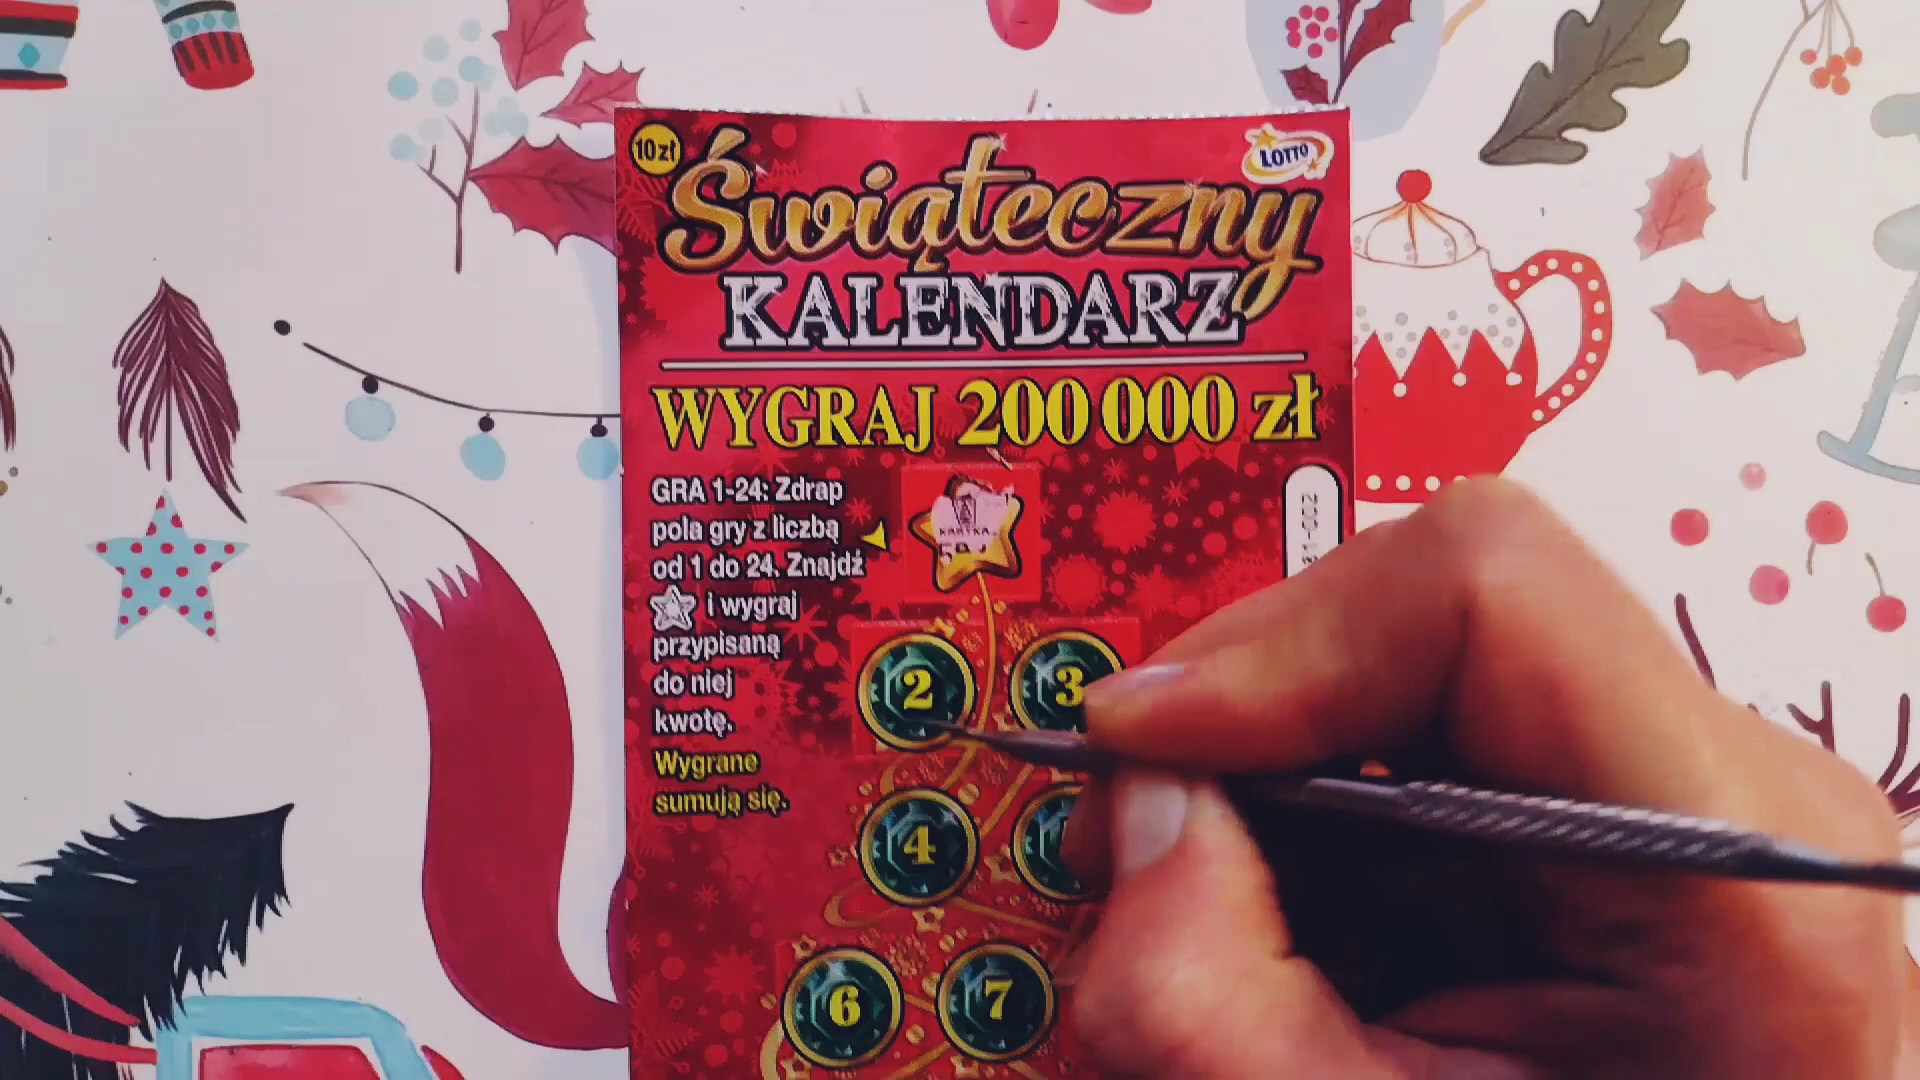 10 zł
LOTTO
Świąteczny
KALENDARZ
WYGRAJ 200 000 zł
GRA 1-24: Zdrap
pola gry z liczbą
od 1 do 24. Znajdź
i wygraj
przypisaną
do niej
kwotę.
Wygrane
sumują się.
KARTKA
2
3
4
6
7